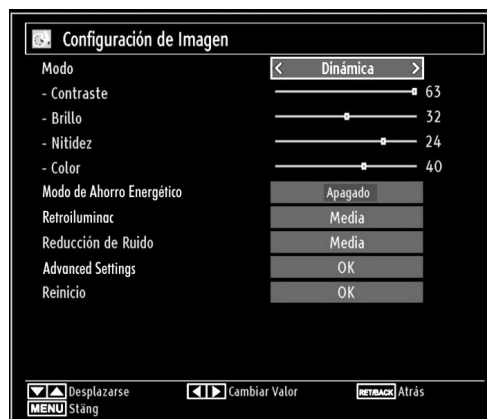 Configuración de Imagen
Modo < Dinámica >
- Contraste 63
- Brillo 32
- Nitidez 24
- Color 40
Modo de Ahorro Energético Apagado
Retroiluminac Media
Reducción de Ruido Media
Advanced Settings OK
Reinicio OK
Desplazarse Cambiar Valor RET/BACK Atrás
MENU Stäng